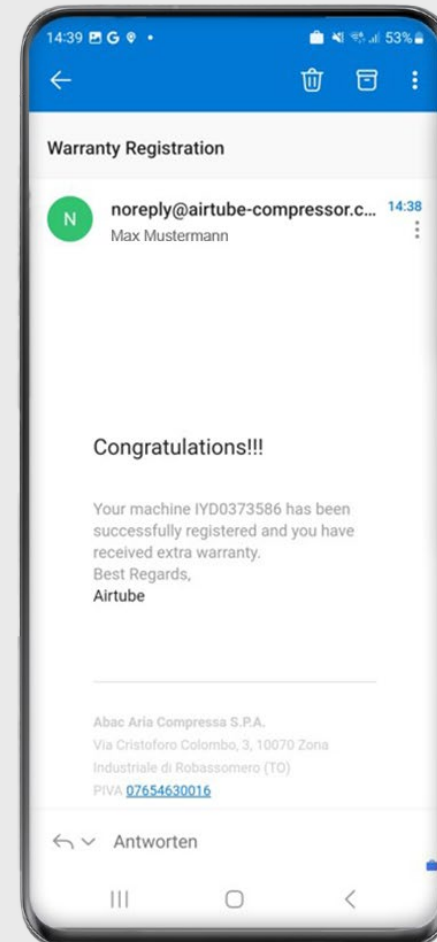 14:39 G 53%
Warranty Registration
N
noreply@airtube-compressor.c... 14:38
Max Mustermann
Congratulations!!!
Your machine IYD0373586 has been
successfully registered and you have
received extra warranty.
Best Regards,
Airtube
Abac Aria Compressa S.P.A.
Via Cristoforo Colombo, 3, 10070 Zona
Industriale di Robassomero (TO)
PIVA 07654630016
Antworten